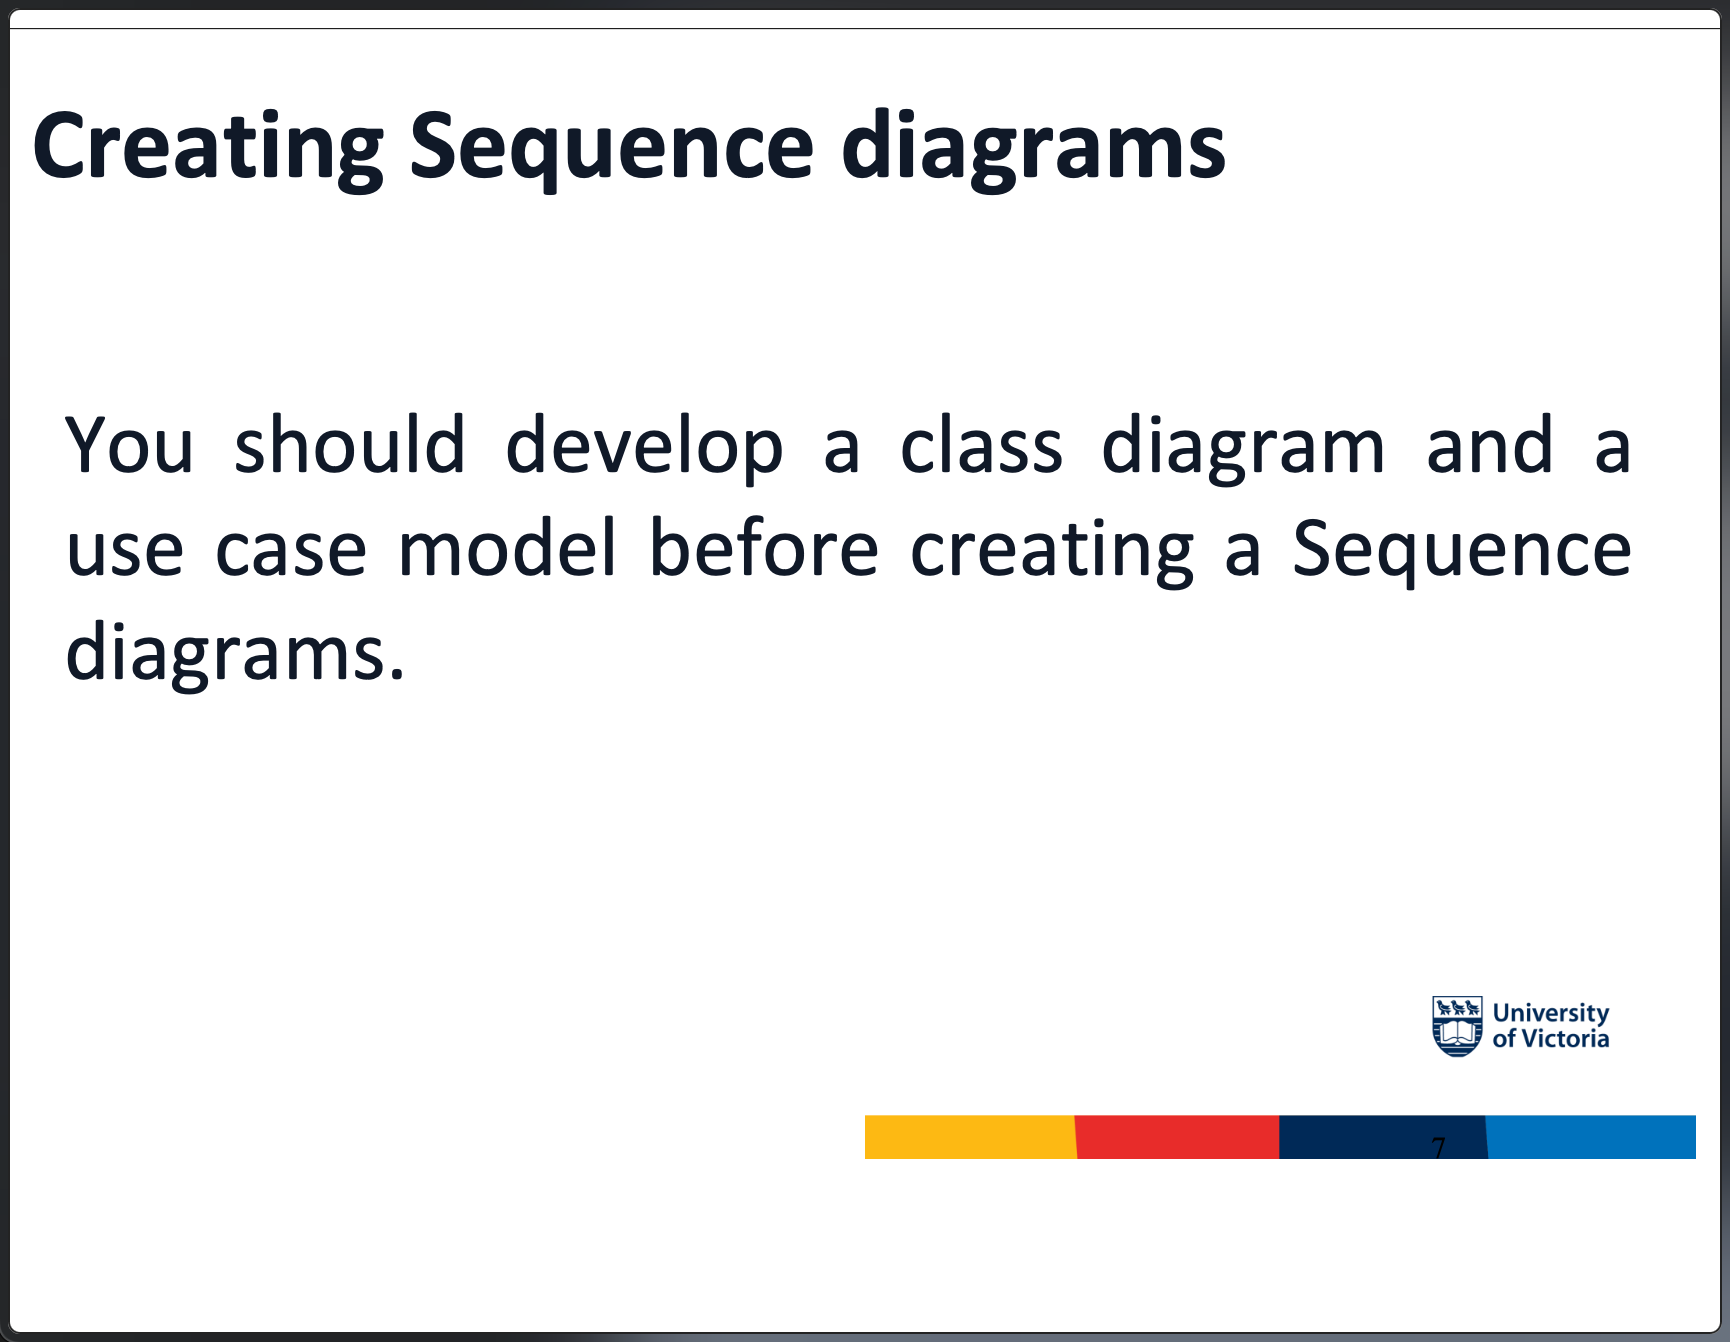 Creating Sequence diagrams
You should develop a class diagram and a
use case model before creating a Sequence
diagrams.
University
of Victoria
7